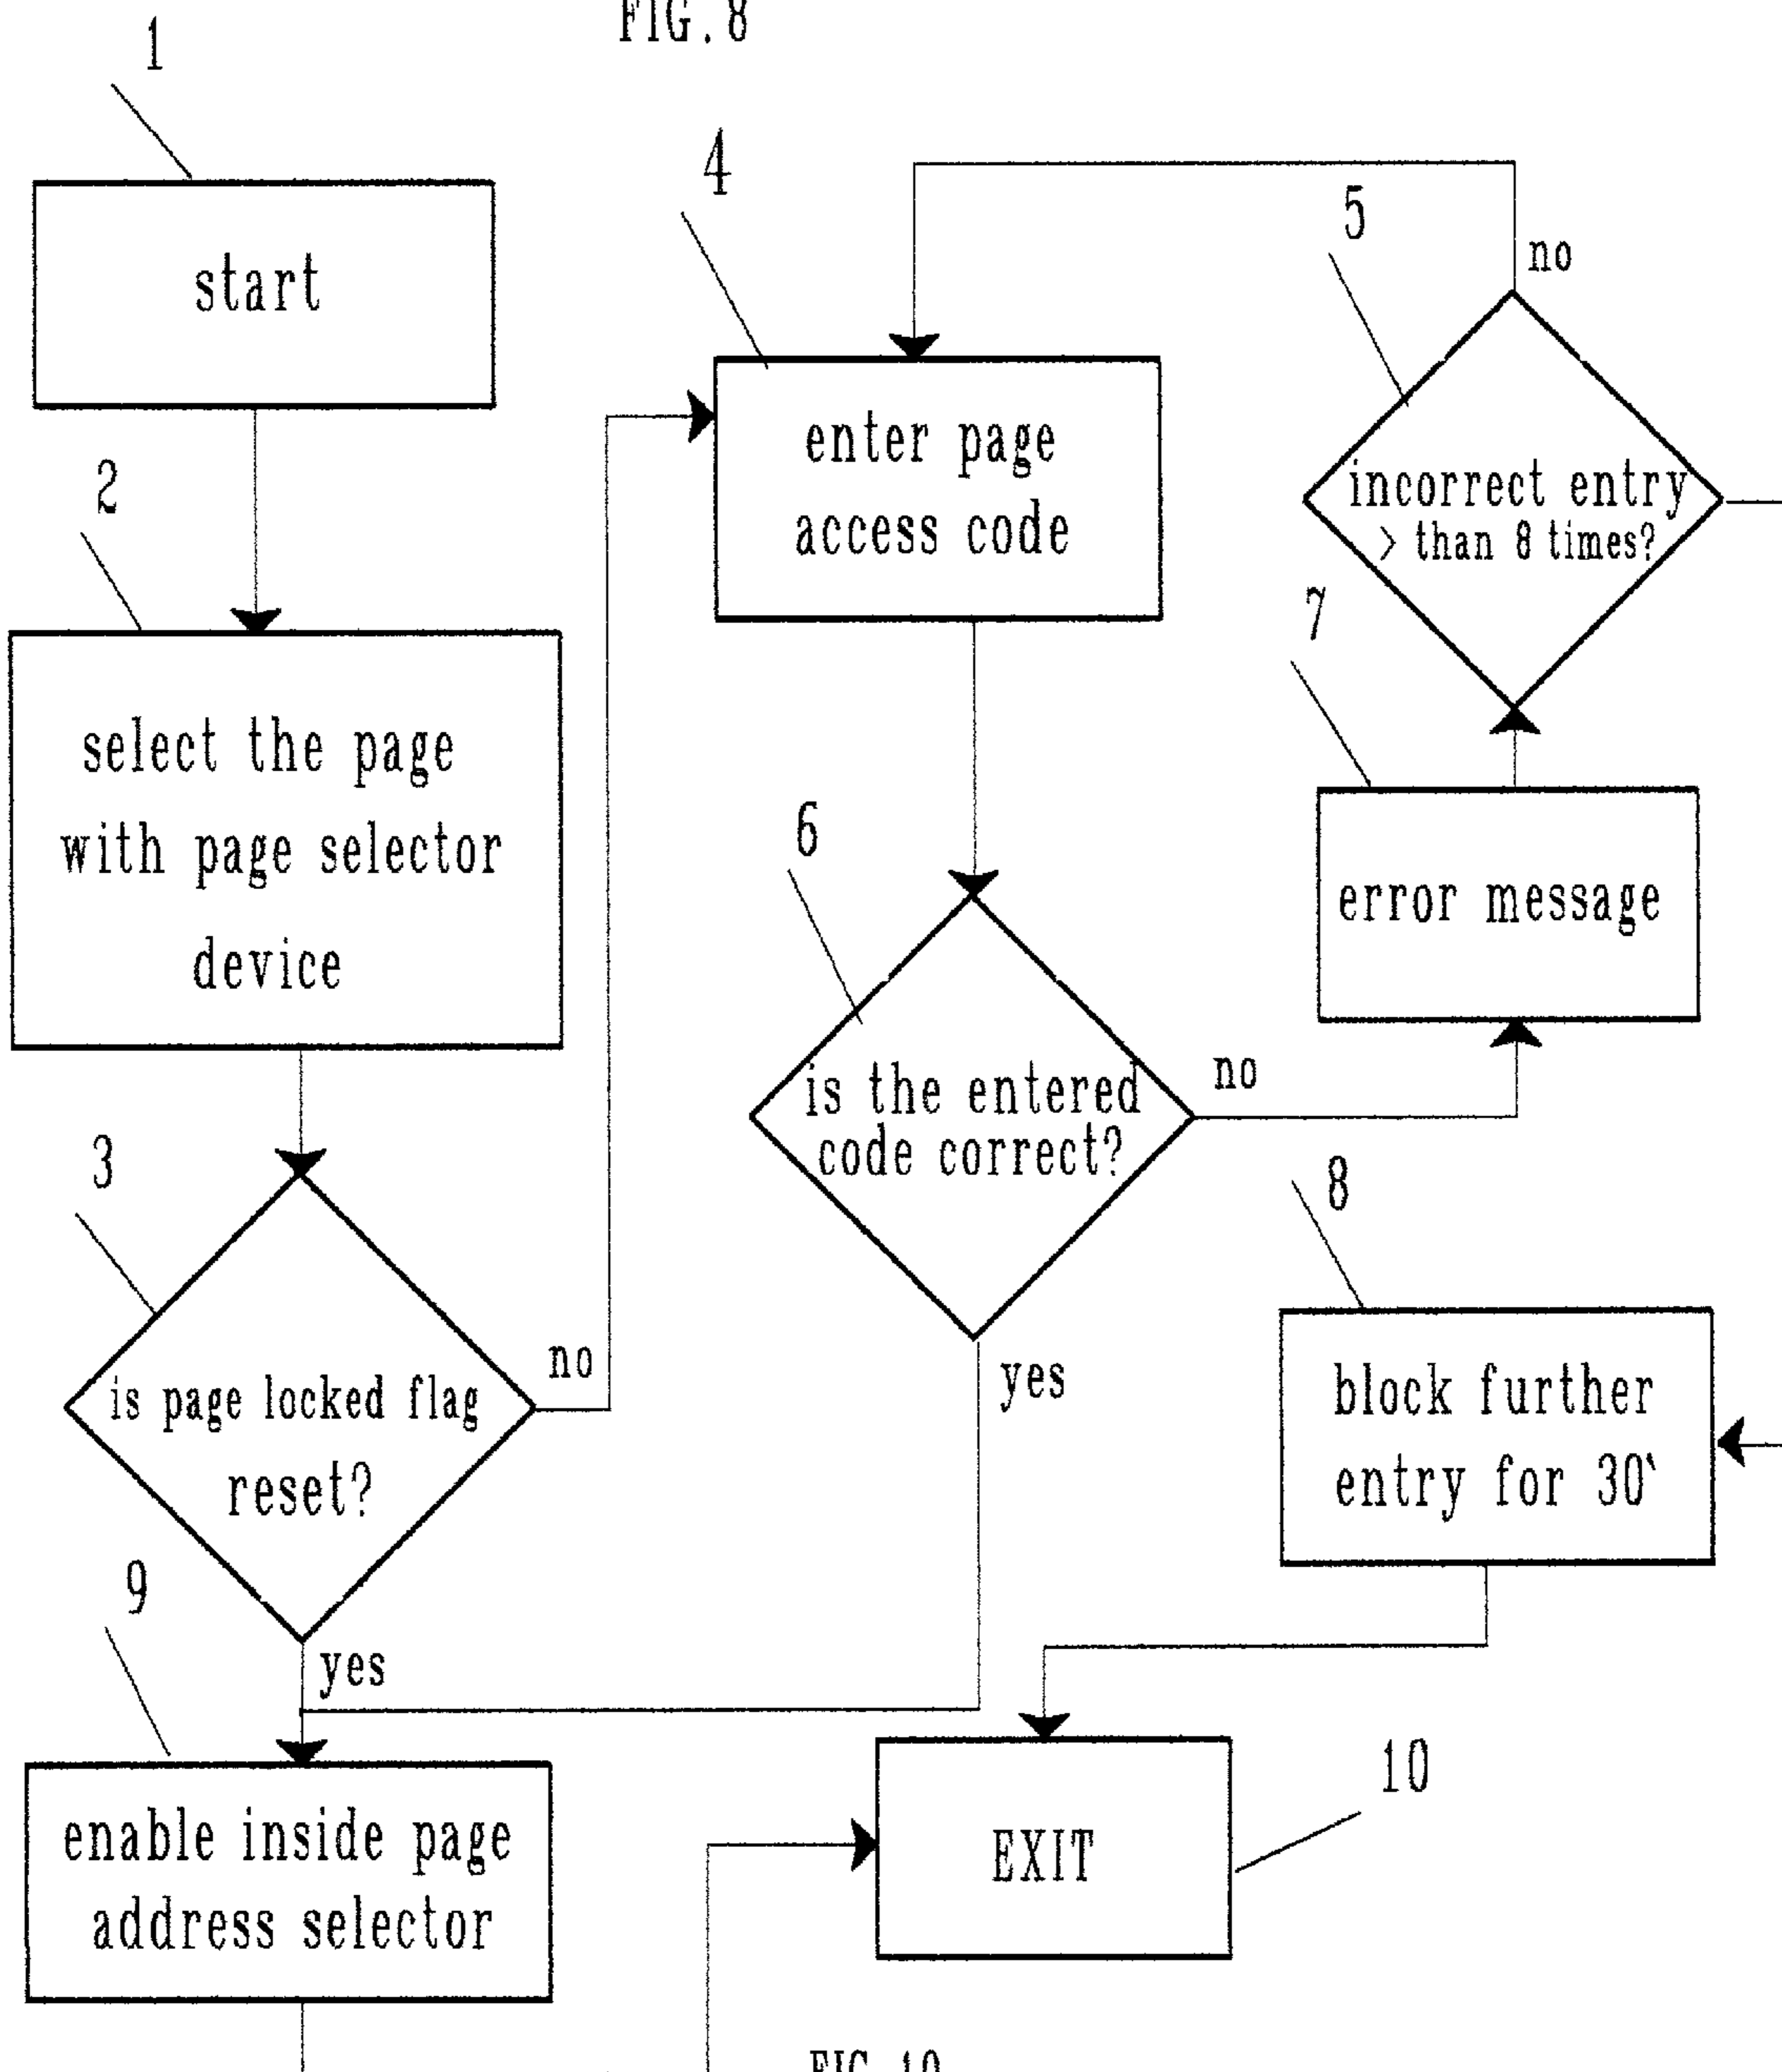 FIG. 8
1
start
2
select the page
with page selector
device
3
is page locked flag
reset?
no
yes
4
enter page
access code
5
no
incorrect entry
> than 8 times?
7
error message
6
is the entered
code correct?
no
yes
8
block further
entry for 30`
9
enable inside page
address selector
EXIT
10
FIG. 10